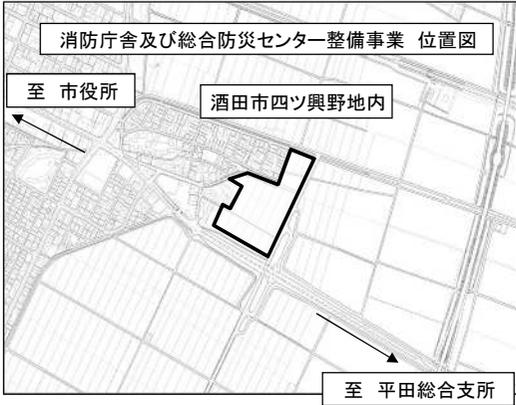 消防庁舎及び総合防災センター整備事業 位置図
至 市役所
酒田市四ツ興野地内
至 平田総合支所